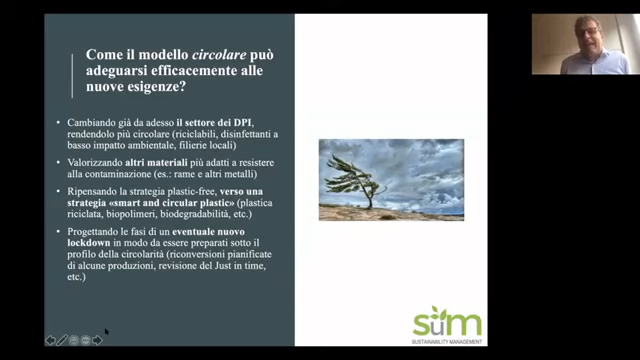 Come il modello circolare può
adeguarsi efficacemente alle
nuove esigenze?
• Cambiando già da adesso il settore dei DPI,
rendendolo più circolare (riciclabili, disinfettanti a
basso impatto ambientale, filierie locali)
• Valorizzando altri materiali più adatti a resistere
alla contaminazione (es.: rame e altri metalli)
• Ripensando la strategia plastic-free, verso una
strategia «smart and circular plastic» (plastica
riciclata, biopolimeri, biodegradabilità, etc.)
• Progettando le fasi di un eventuale nuovo
lockdown in modo da essere preparati sotto il
profilo della circolarità (riconversioni pianificate
di alcune produzioni, revisione del Just in time,
etc.)
sum
SUSTAINABILITY MANAGEMENT